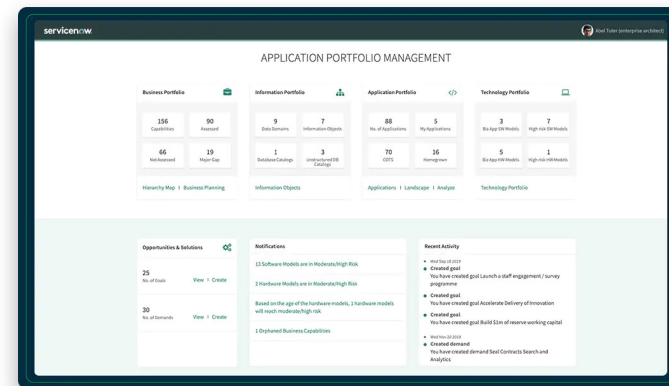 servicenow
Abel Tuter (enterprise architect)
APPLICATION PORTFOLIO MANAGEMENT
Business Portfolio
156
Capabilities
90
Assessed
66
Not Assessed
19
Major Gap
Hierarchy Map | Business Planning
Information Portfolio
9
Data Domains
7
Information Objects
1
Database Catalogs
3
Unstructured DB
Catalogs
Information Objects
Application Portfolio
88
No. of Applications
5
My Applications
70
COTS
16
Homegrown
Applications | Landscape | Analyze
Technology Portfolio
3
Biz App SW Models
7
High risk SW Models
5
Biz App HW Models
1
High risk HW Models
Technology Portfolio
Opportunities & Solutions
25
No. of Goals
View | Create
30
No. of Demands
View | Create
Notifications
13 Software Models are in Moderate/High Risk
2 Hardware Models are in Moderate/High Risk
Based on the age of the hardware models, 1 hardware models
will reach moderate/high risk
1 Orphaned Business Capabilities
Recent Activity
Wed Sep 18 2019
Created goal
You have created goal Launch a staff engagement / survey
programme
Created goal
You have created goal Accelerate Delivery of Innovation
Created goal
You have created goal Build $1m of reserve working capital
Wed Nov 20 2019
Created demand
You have created demand Seal Contracts Search and
Analytics